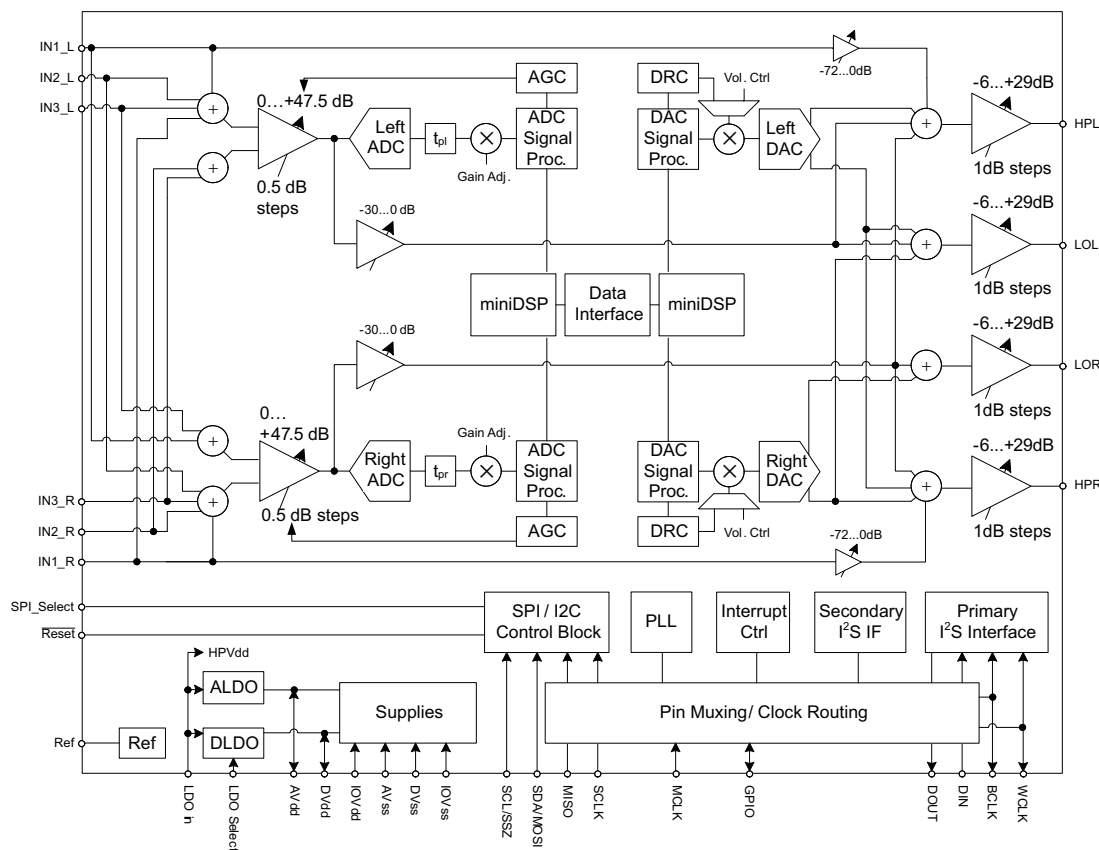 IN1_L
IN2_L
IN3_L
-72...0dB
AGC
DRC
Vol. Ctrl
-6...+29dB
0…+47.5 dB
+
Left
ADC
t_pl
×
ADC
Signal
Proc.
DAC
Signal
Proc.
×
Left
DAC
+
HPL
Gain Adj.
+
0.5 dB
steps
1dB steps
-30...0 dB
-6...+29dB
+
LOL
1dB steps
miniDSP
Data
Interface
miniDSP
-30...0 dB
-6...+29dB
+
LOR
0…
+47.5 dB
1dB steps
+
Gain Adj.
-6...+29dB
Right
ADC
t_pr
×
ADC
Signal
Proc.
DAC
Signal
Proc.
×
Right
DAC
+
HPR
IN3_R
+
0.5 dB steps
IN2_R
AGC
DRC
Vol. Ctrl
1dB steps
-72...0dB
IN1_R
SPI_Select
Reset
SPI / I2C
Control Block
PLL
Interrupt
Ctrl
Secondary
I²S IF
Primary
I²S Interface
HPVdd
ALDO
Supplies
Pin Muxing/ Clock Routing
Ref
Ref
DLDO
LDO in
LDO Select
AVdd
DVdd
IOVdd
AVss
DVss
IOVss
SCL/SSZ
SDA/MOSI
MISO
SCLK
MCLK
GPIO
DOUT
DIN
BCLK
WCLK